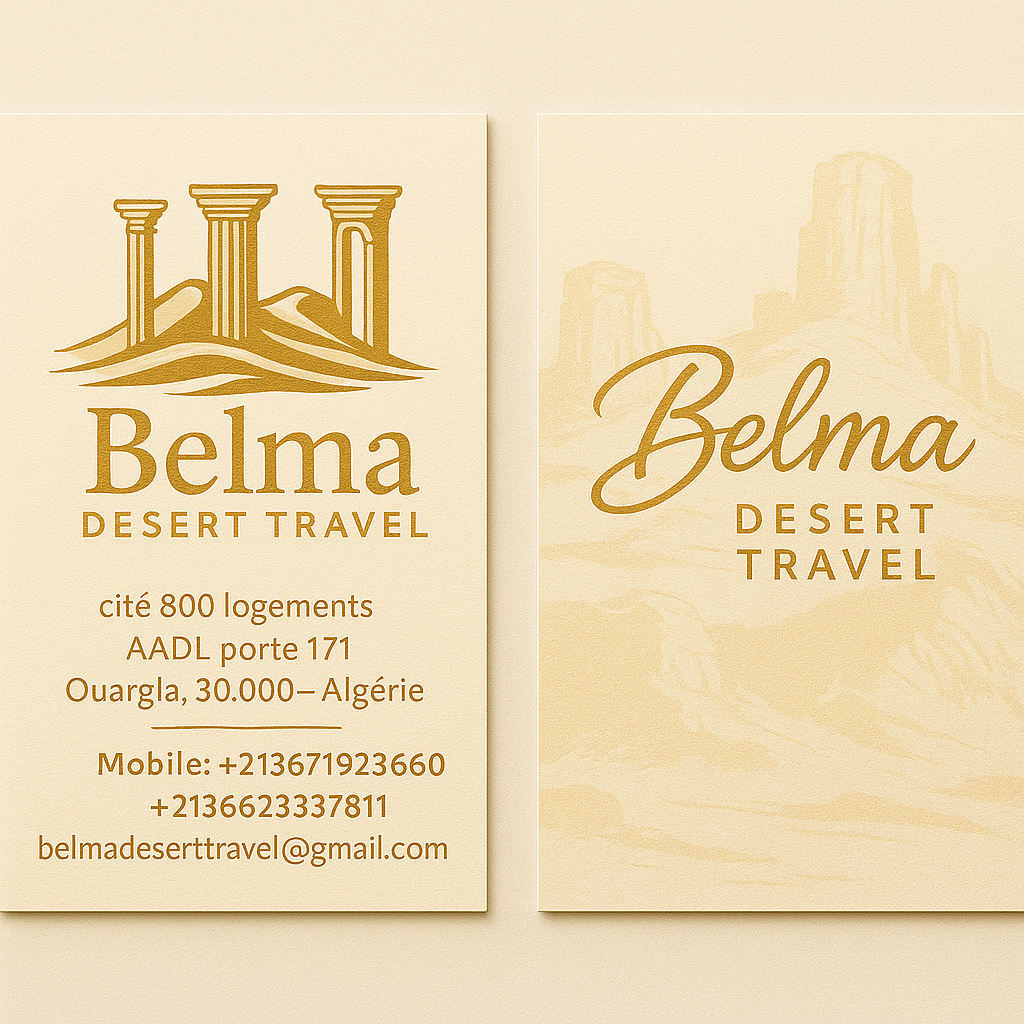 Belma
DESERT TRAVEL
cité 800 logements
AADL porte 171
Ouargla, 30.000–Algérie
Mobile: +213671923660
+2136623337811
belmadeserttravel@gmail.com
Belma
DESERT
TRAVEL